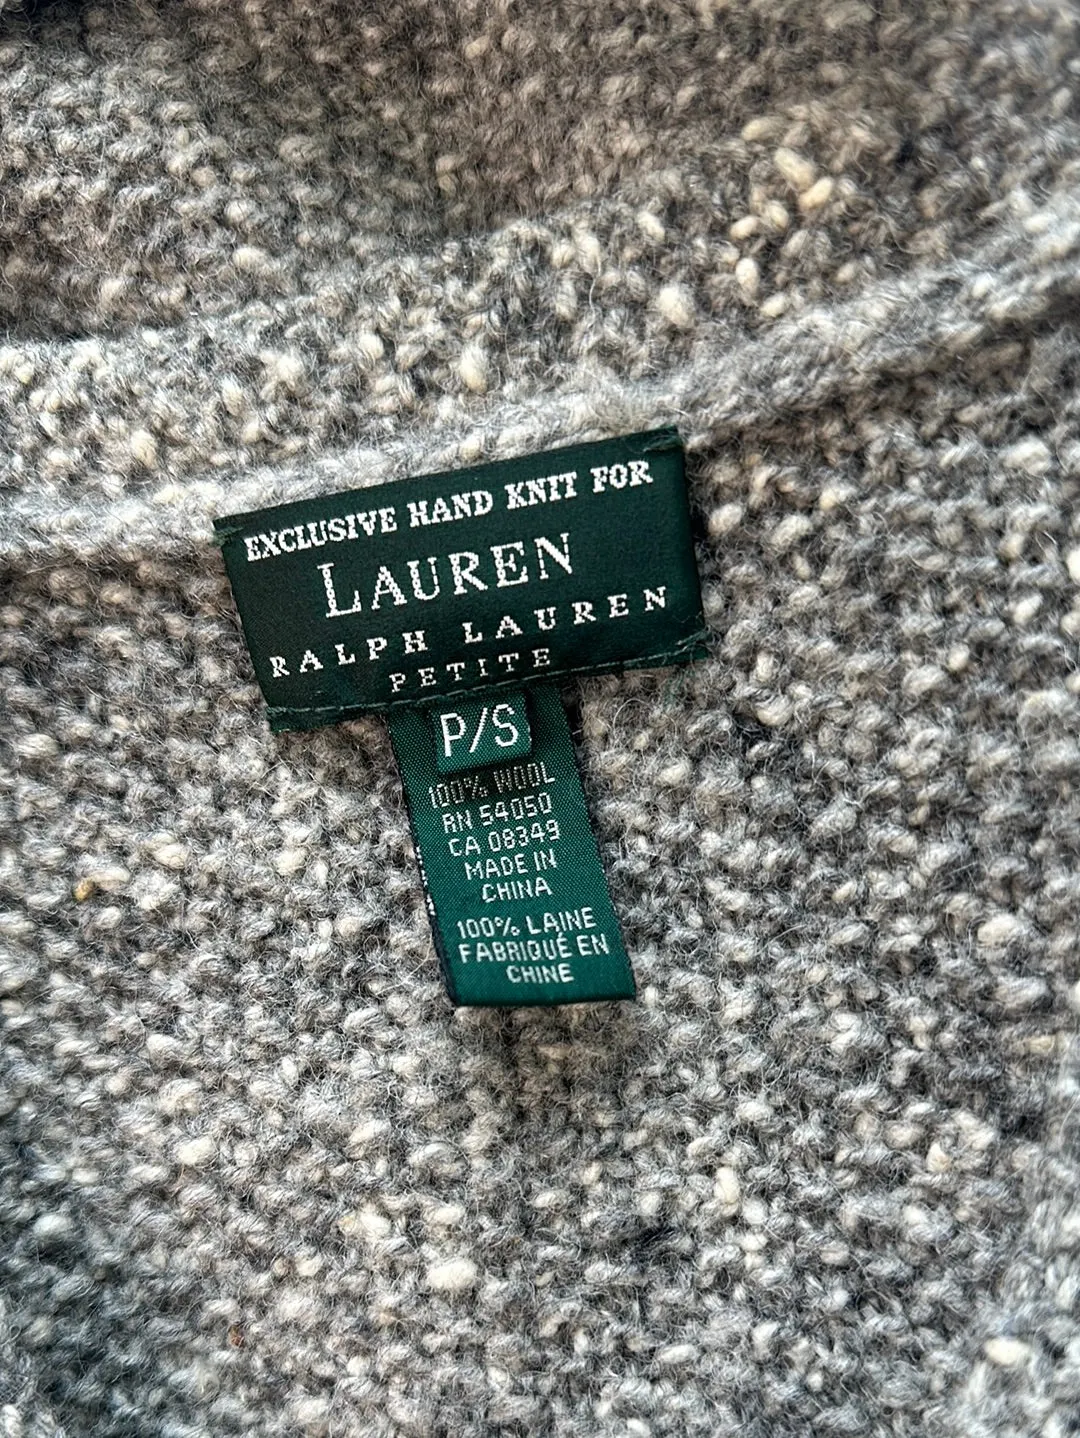 EXCLUSIVE HAND KNIT FOR
LAUREN
RALPH LAUREN
PETITE
P/S
100% WOOL
RN 54050
CA 08349
MADE IN
CHINA
100% LAINE
FABRIQUÉ EN
CHINE